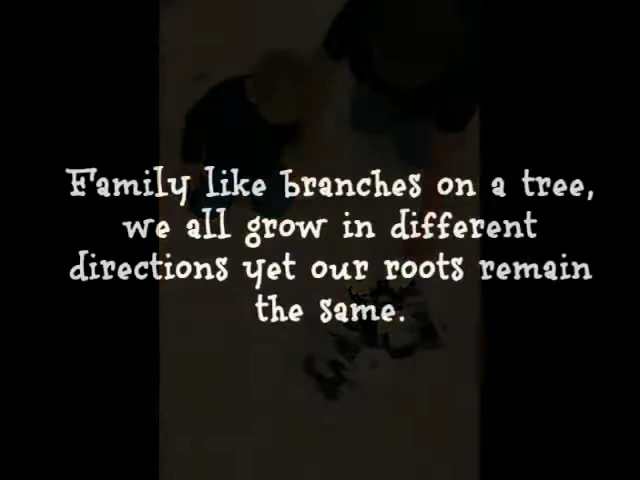 Family like branches on a tree,
we all grow in different
directions yet our roots remain
the same.